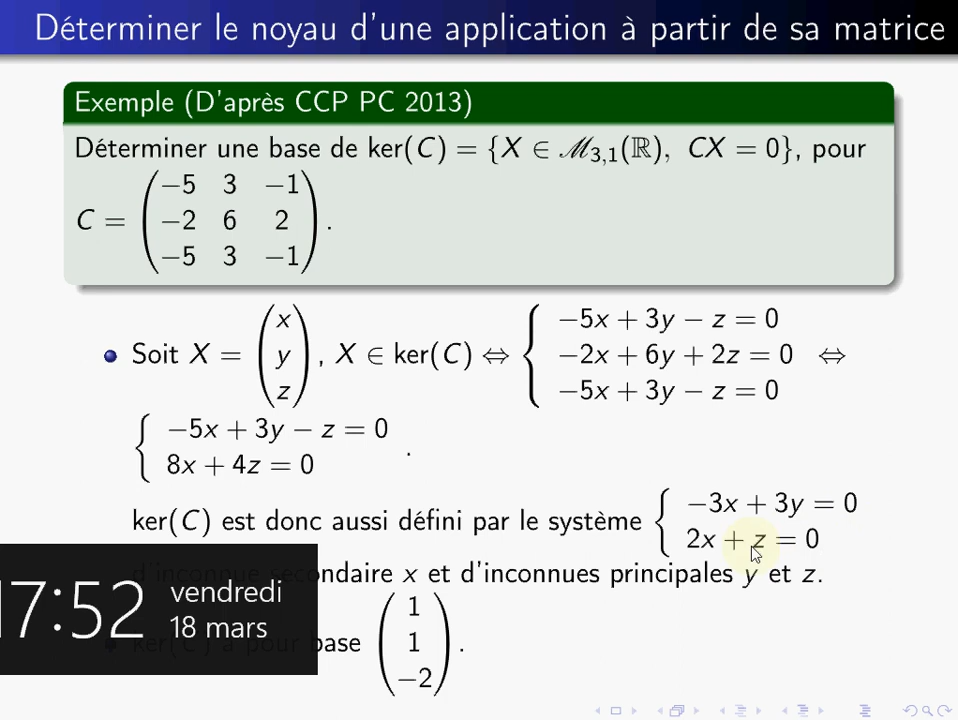 Déterminer le noyau d'une application à partir de sa matrice
Exemple (D'après CCP PC 2013)
Déterminer une base de ker(C) = {X ∈ ℳ₃,₁(ℝ), CX = 0}, pour
C = (−5 3 −1
−2 6 2
−5 3 −1).
Soit X = (x y z), X ∈ ker(C) ⇔ { −5x + 3y − z = 0
−2x + 6y + 2z = 0 ⇔
−5x + 3y − z = 0
{ −5x + 3y − z = 0
8x + 4z = 0 .
ker(C) est donc aussi défini par le système { −3x + 3y = 0
2x + z = 0
d'inconnue secondaire x et d'inconnues principales y et z.
17:52 vendredi
18 mars
ker(C) a pour base (1 1 −2).